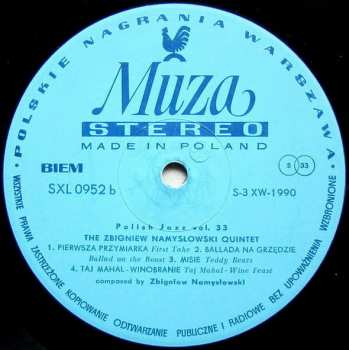 • POLSKIE NAGRANIA WARSZAWA •
Muza
STEREO
MADE IN POLAND
BIEM
S 33
SXL 0952 b
S-3 XW-1990
Polish Jazz vol. 33
THE ZBIGNIEW NAMYSŁOWSKI QUINTET
1. PIERWSZA PRZYMIARKA First Take 2. BALLADA NA GRZĘDZIE
Ballad on the Roost 3. MISIE Teddy Bears
4. TAJ MAHAL - WINOBRANIE Taj Mahal - Wine Feast
composed by Zbigniew Namysłowski
WSZYSTKIE PRAWA ZASTRZEŻONE KOPIOWANIE ODTWARZANIE PUBLICZNE I RADIOWE BEZ UPOWAŻNIENIA WZBRONIONE